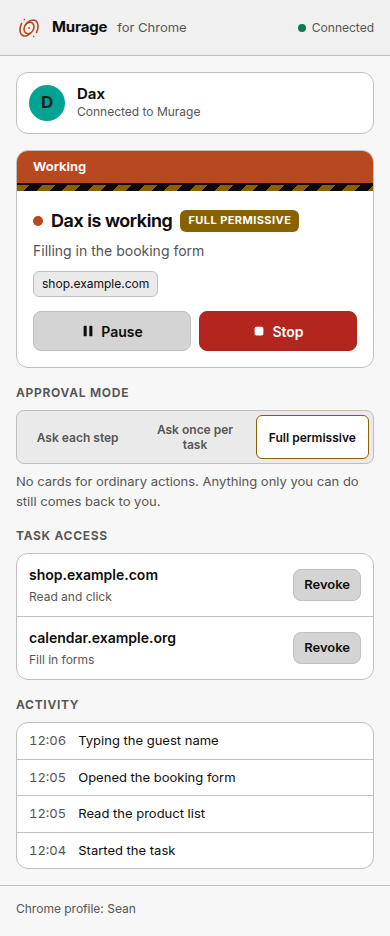 Murage for Chrome
Connected
D
Dax
Connected to Murage
Working
Dax is working FULL PERMISSIVE
Filling in the booking form
shop.example.com
Pause
Stop
APPROVAL MODE
Ask each step
Ask once per
task
Full permissive
No cards for ordinary actions. Anything only you can do
still comes back to you.
TASK ACCESS
shop.example.com
Read and click
Revoke
calendar.example.org
Fill in forms
Revoke
ACTIVITY
12:06 Typing the guest name
12:05 Opened the booking form
12:05 Read the product list
12:04 Started the task
Chrome profile: Sean